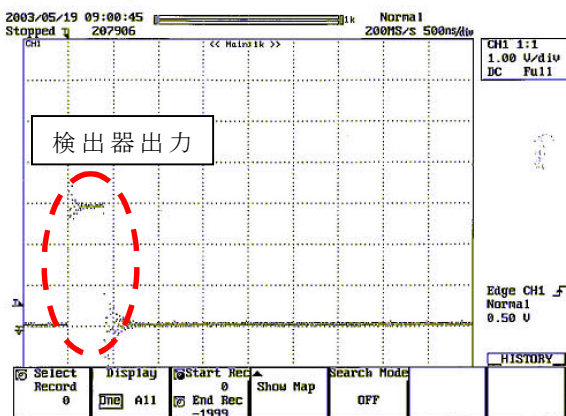 2003/05/19 09:00:45
Stopped
207906
1k
Normal
200MS/s 500ns/div
CH1
<< Main:1k >>
CH1 1:1
1.00 V/div
DC Full
検出器出力
Edge CH1
Normal
0.50 V
HISTORY
Select Record
0
Display
One All
Start Rec
0
End Rec
-1999
Show Map
Search Mode
OFF